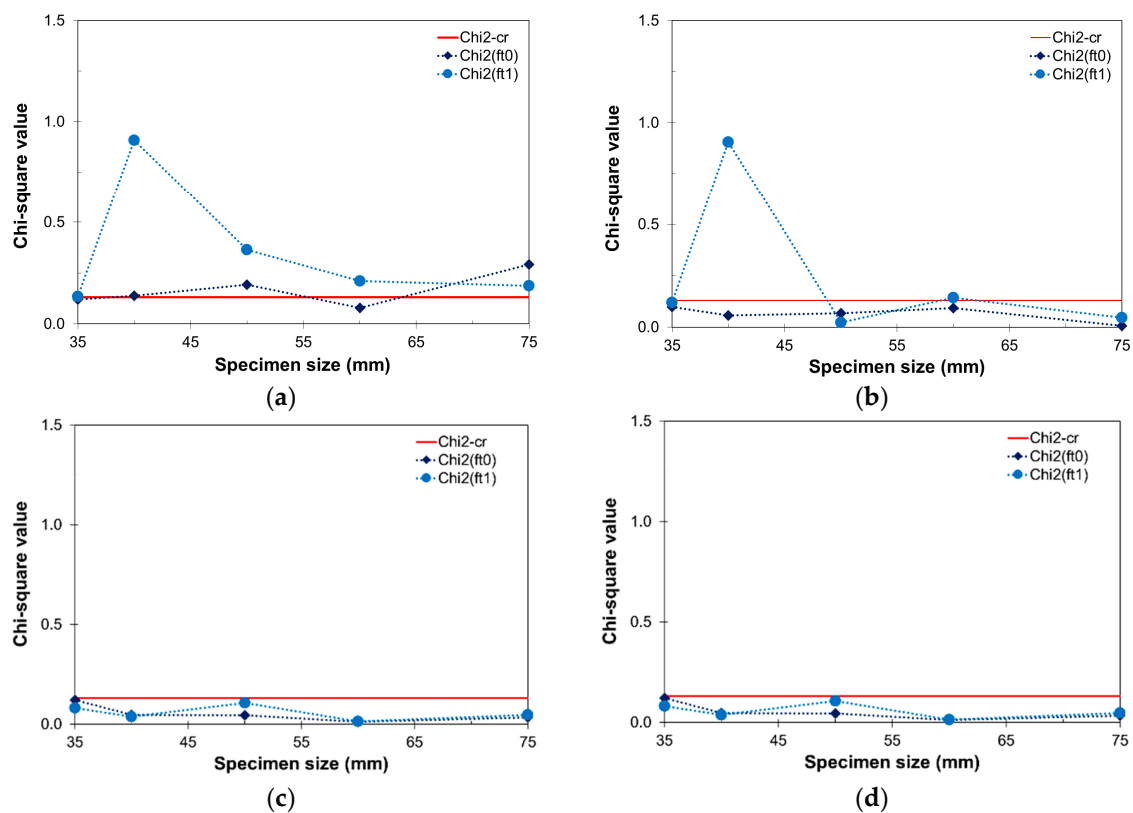 1.5
1.0
0.5
0.0
Chi-square value
Chi2-cr
Chi2(ft0)
Chi2(ft1)
35 45 55 65 75
Specimen size (mm)
(a)
1.5
1.0
0.5
0.0
Chi-square value
Chi2-cr
Chi2(ft0)
Chi2(ft1)
35 45 55 65 75
Specimen size (mm)
(b)
1.5
1.0
0.5
0.0
Chi-square value
Chi2-cr
Chi2(ft0)
Chi2(ft1)
35 45 55 65 75
Specimen size (mm)
(c)
1.5
1.0
0.5
0.0
Chi-square value
Chi2-cr
Chi2(ft0)
Chi2(ft1)
35 45 55 65 75
Specimen size (mm)
(d)